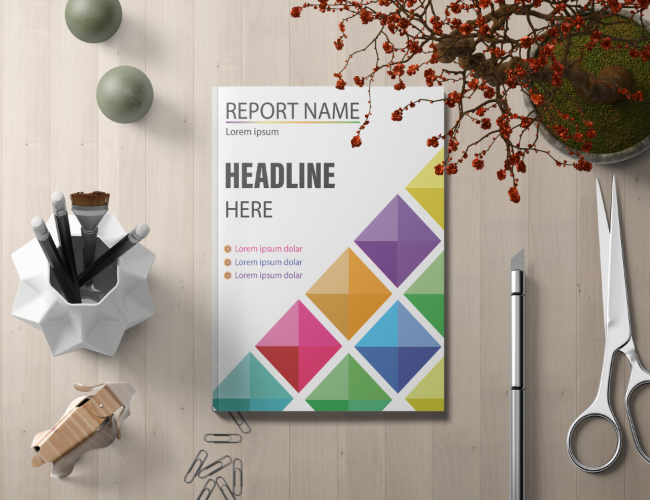 REPORT NAME
Lorem ipsum
HEADLINE
HERE
Lorem ipsum dolar
Lorem ipsum dolar
Lorem ipsum dolar